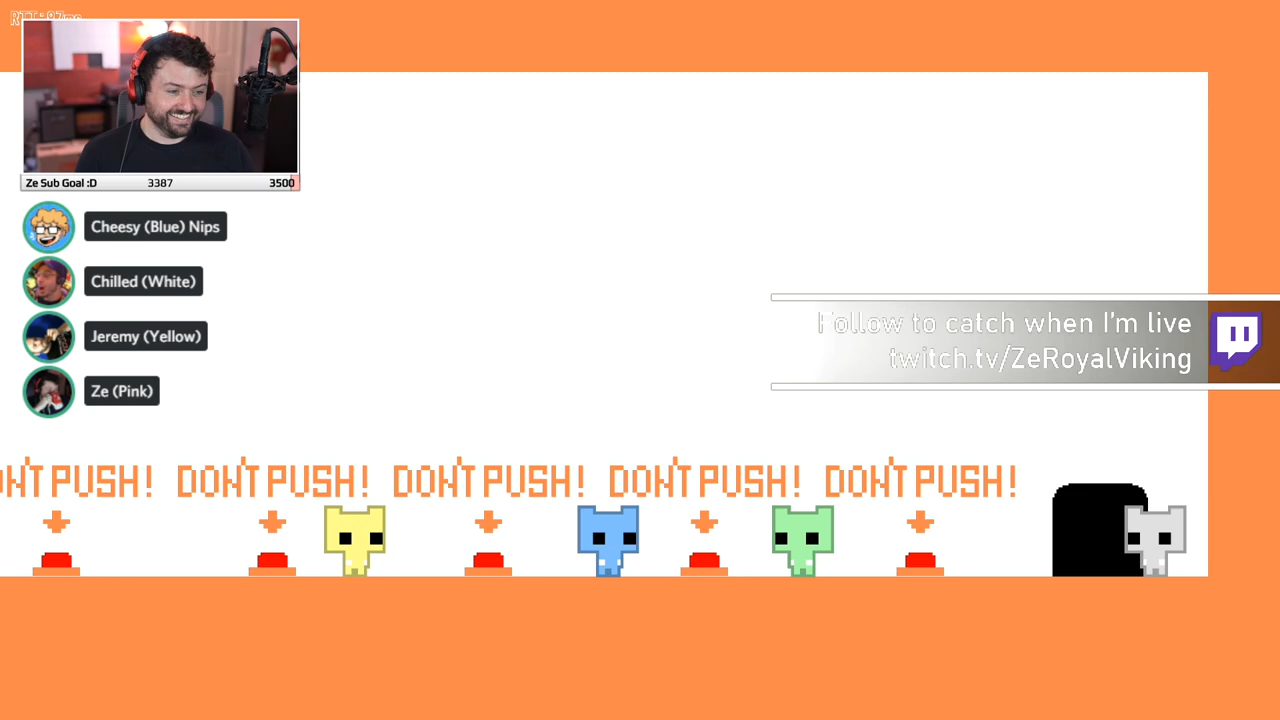 Ze Sub Goal :D 3387 3500
Cheesy (Blue) Nips
Chilled (White)
Jeremy (Yellow)
Ze (Pink)
Follow to catch when I'm live
twitch.tv/ZeRoyalViking
N'T PUSH! DON'T PUSH! DON'T PUSH! DON'T PUSH! DON'T PUSH!